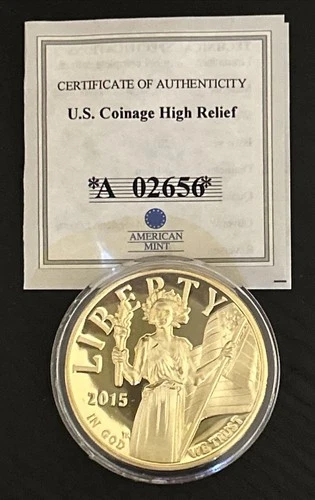 CERTIFICATE OF AUTHENTICITY
U.S. Coinage High Relief
*A 02656*
AMERICAN
MINT
LIBERTY
2015
IN GOD WE TRUST